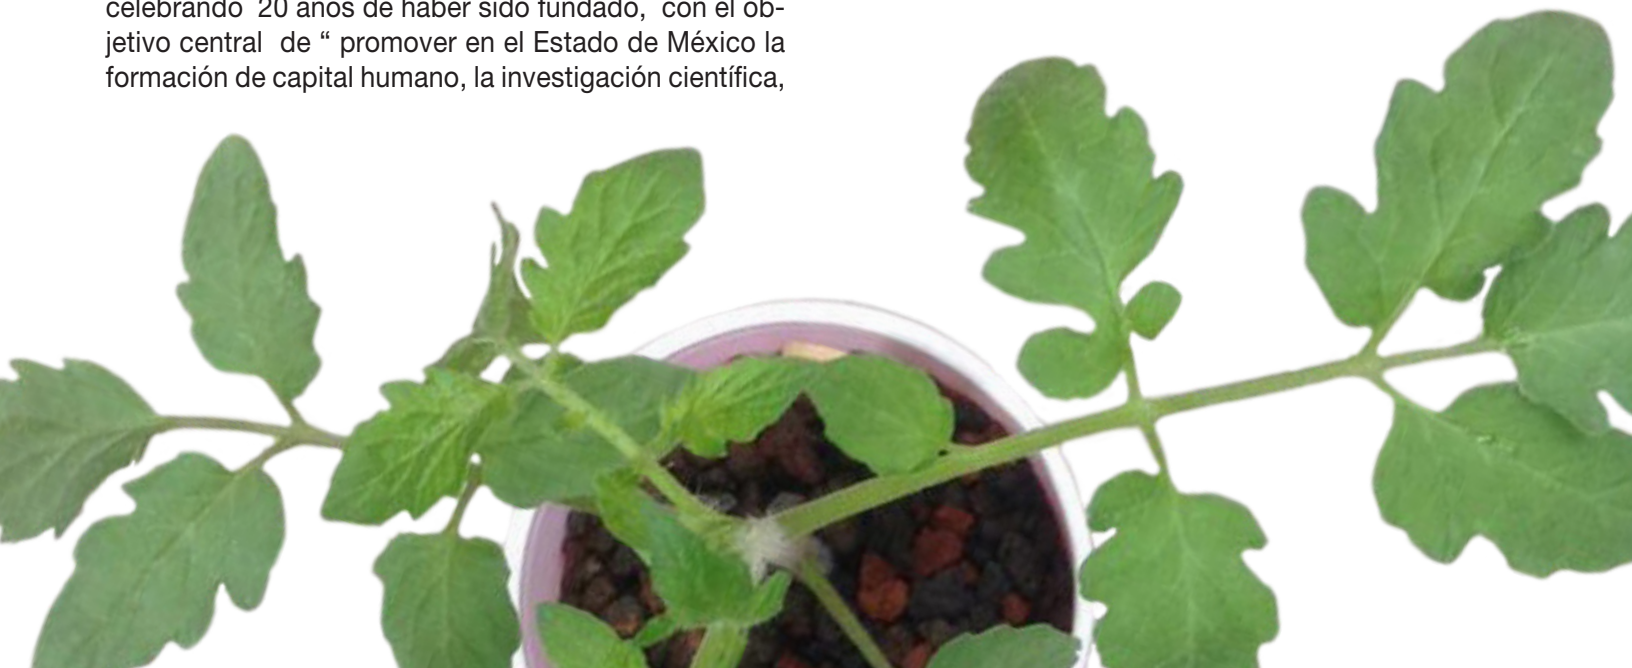 celebrando 20 años de haber sido fundado, con el ob-
jetivo central de “ promover en el Estado de México la
formación de capital humano, la investigación científica,